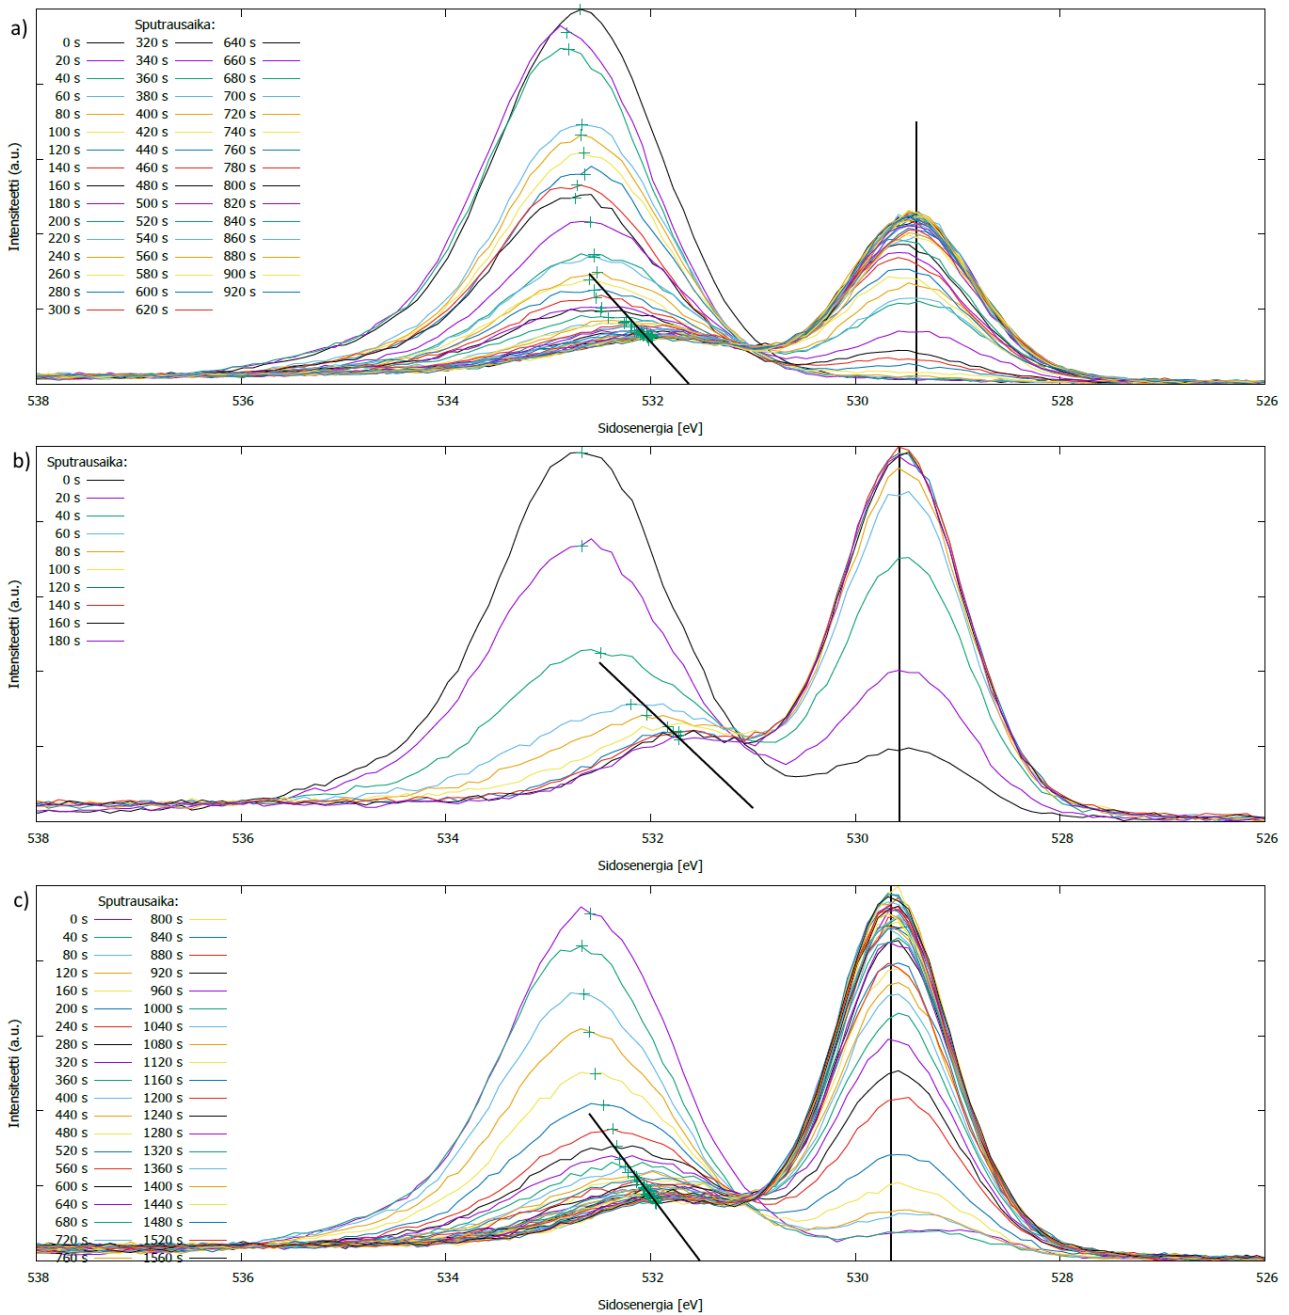 a)
Sputrausaika:
0 s 320 s 640 s
20 s 340 s 660 s
40 s 360 s 680 s
60 s 380 s 700 s
80 s 400 s 720 s
100 s 420 s 740 s
120 s 440 s 760 s
140 s 460 s 780 s
160 s 480 s 800 s
180 s 500 s 820 s
200 s 520 s 840 s
220 s 540 s 860 s
240 s 560 s 880 s
260 s 580 s 900 s
280 s 600 s 920 s
300 s 620 s
Intensiteetti (a.u.)
538 536 534 532 530 528 526
Sidosenergia [eV]
b)
Sputrausaika:
0 s
20 s
40 s
60 s
80 s
100 s
120 s
140 s
160 s
180 s
Intensiteetti (a.u.)
538 536 534 532 530 528 526
Sidosenergia [eV]
c)
Sputrausaika:
0 s 800 s
40 s 840 s
80 s 880 s
120 s 920 s
160 s 960 s
200 s 1000 s
240 s 1040 s
280 s 1080 s
320 s 1120 s
360 s 1160 s
400 s 1200 s
440 s 1240 s
480 s 1280 s
520 s 1320 s
560 s 1360 s
600 s 1400 s
640 s 1440 s
680 s 1480 s
720 s 1520 s
760 s 1560 s
Intensiteetti (a.u.)
538 536 534 532 530 528 526
Sidosenergia [eV]